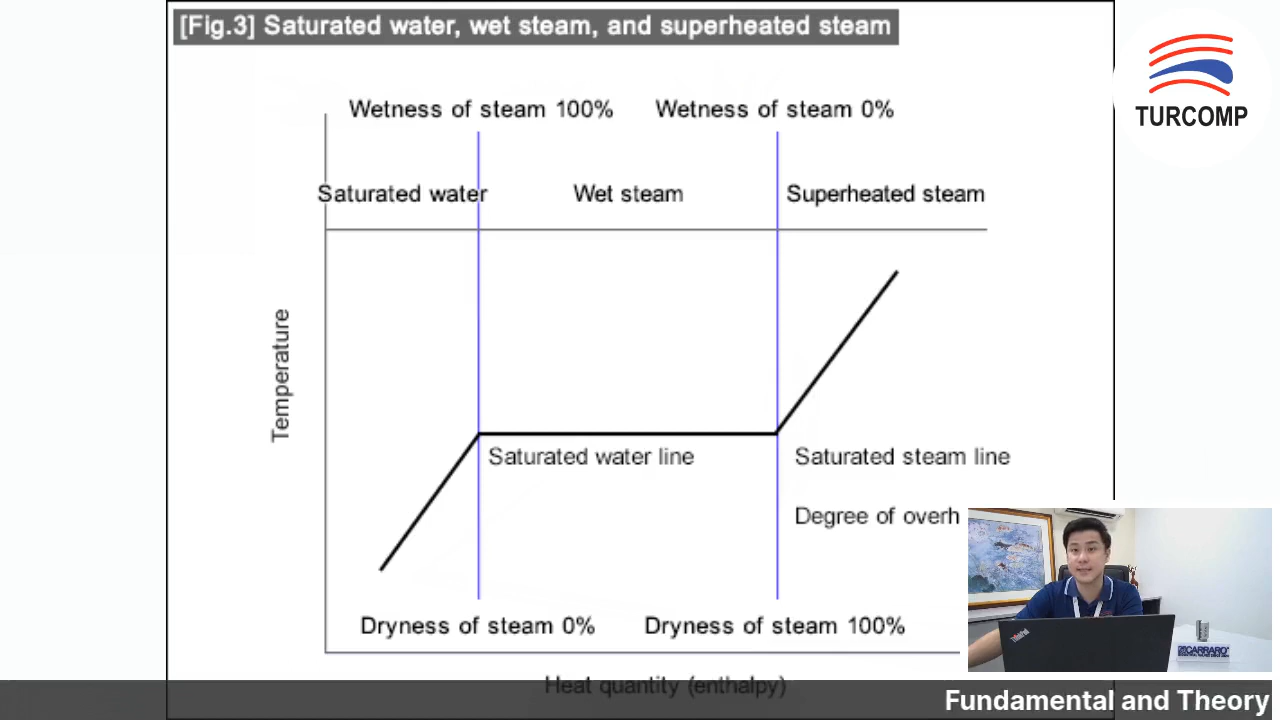 [Fig.3] Saturated water, wet steam, and superheated steam
TURCOMP
Wetness of steam 100%
Wetness of steam 0%
Saturated water
Wet steam
Superheated steam
Temperature
Saturated water line
Saturated steam line
Degree of overh
Dryness of steam 0%
Dryness of steam 100%
Heat quantity (enthalpy)
ThinkPad
CARRARO
Fundamental and Theory